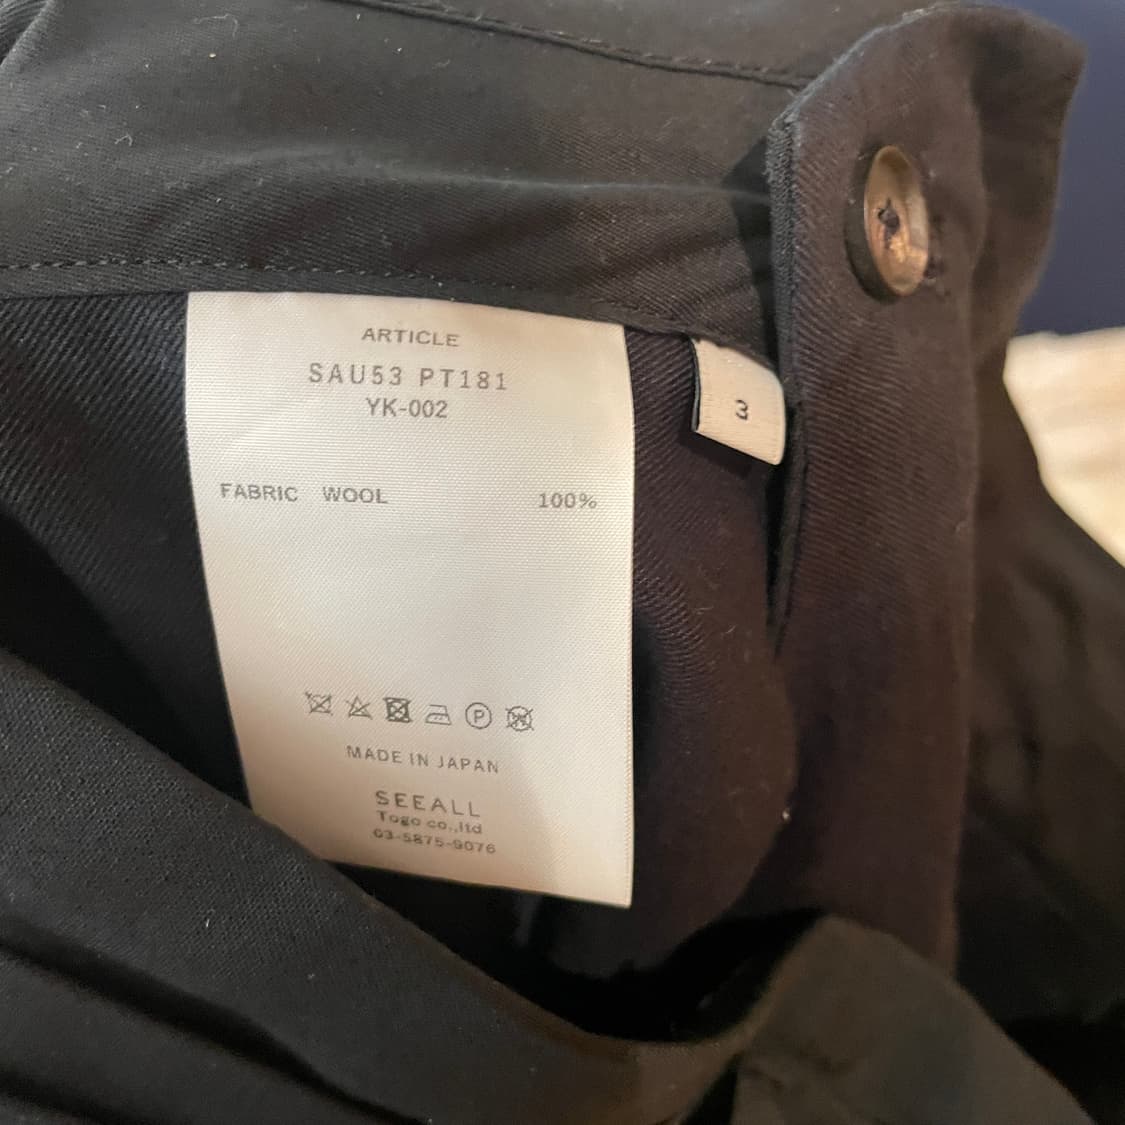 ARTICLE
SAU53 PT181
YK-002
3
FABRIC WOOL 100%
P
W
MADE IN JAPAN
SEEALL
Togo co.,ltd
03-5875-9076